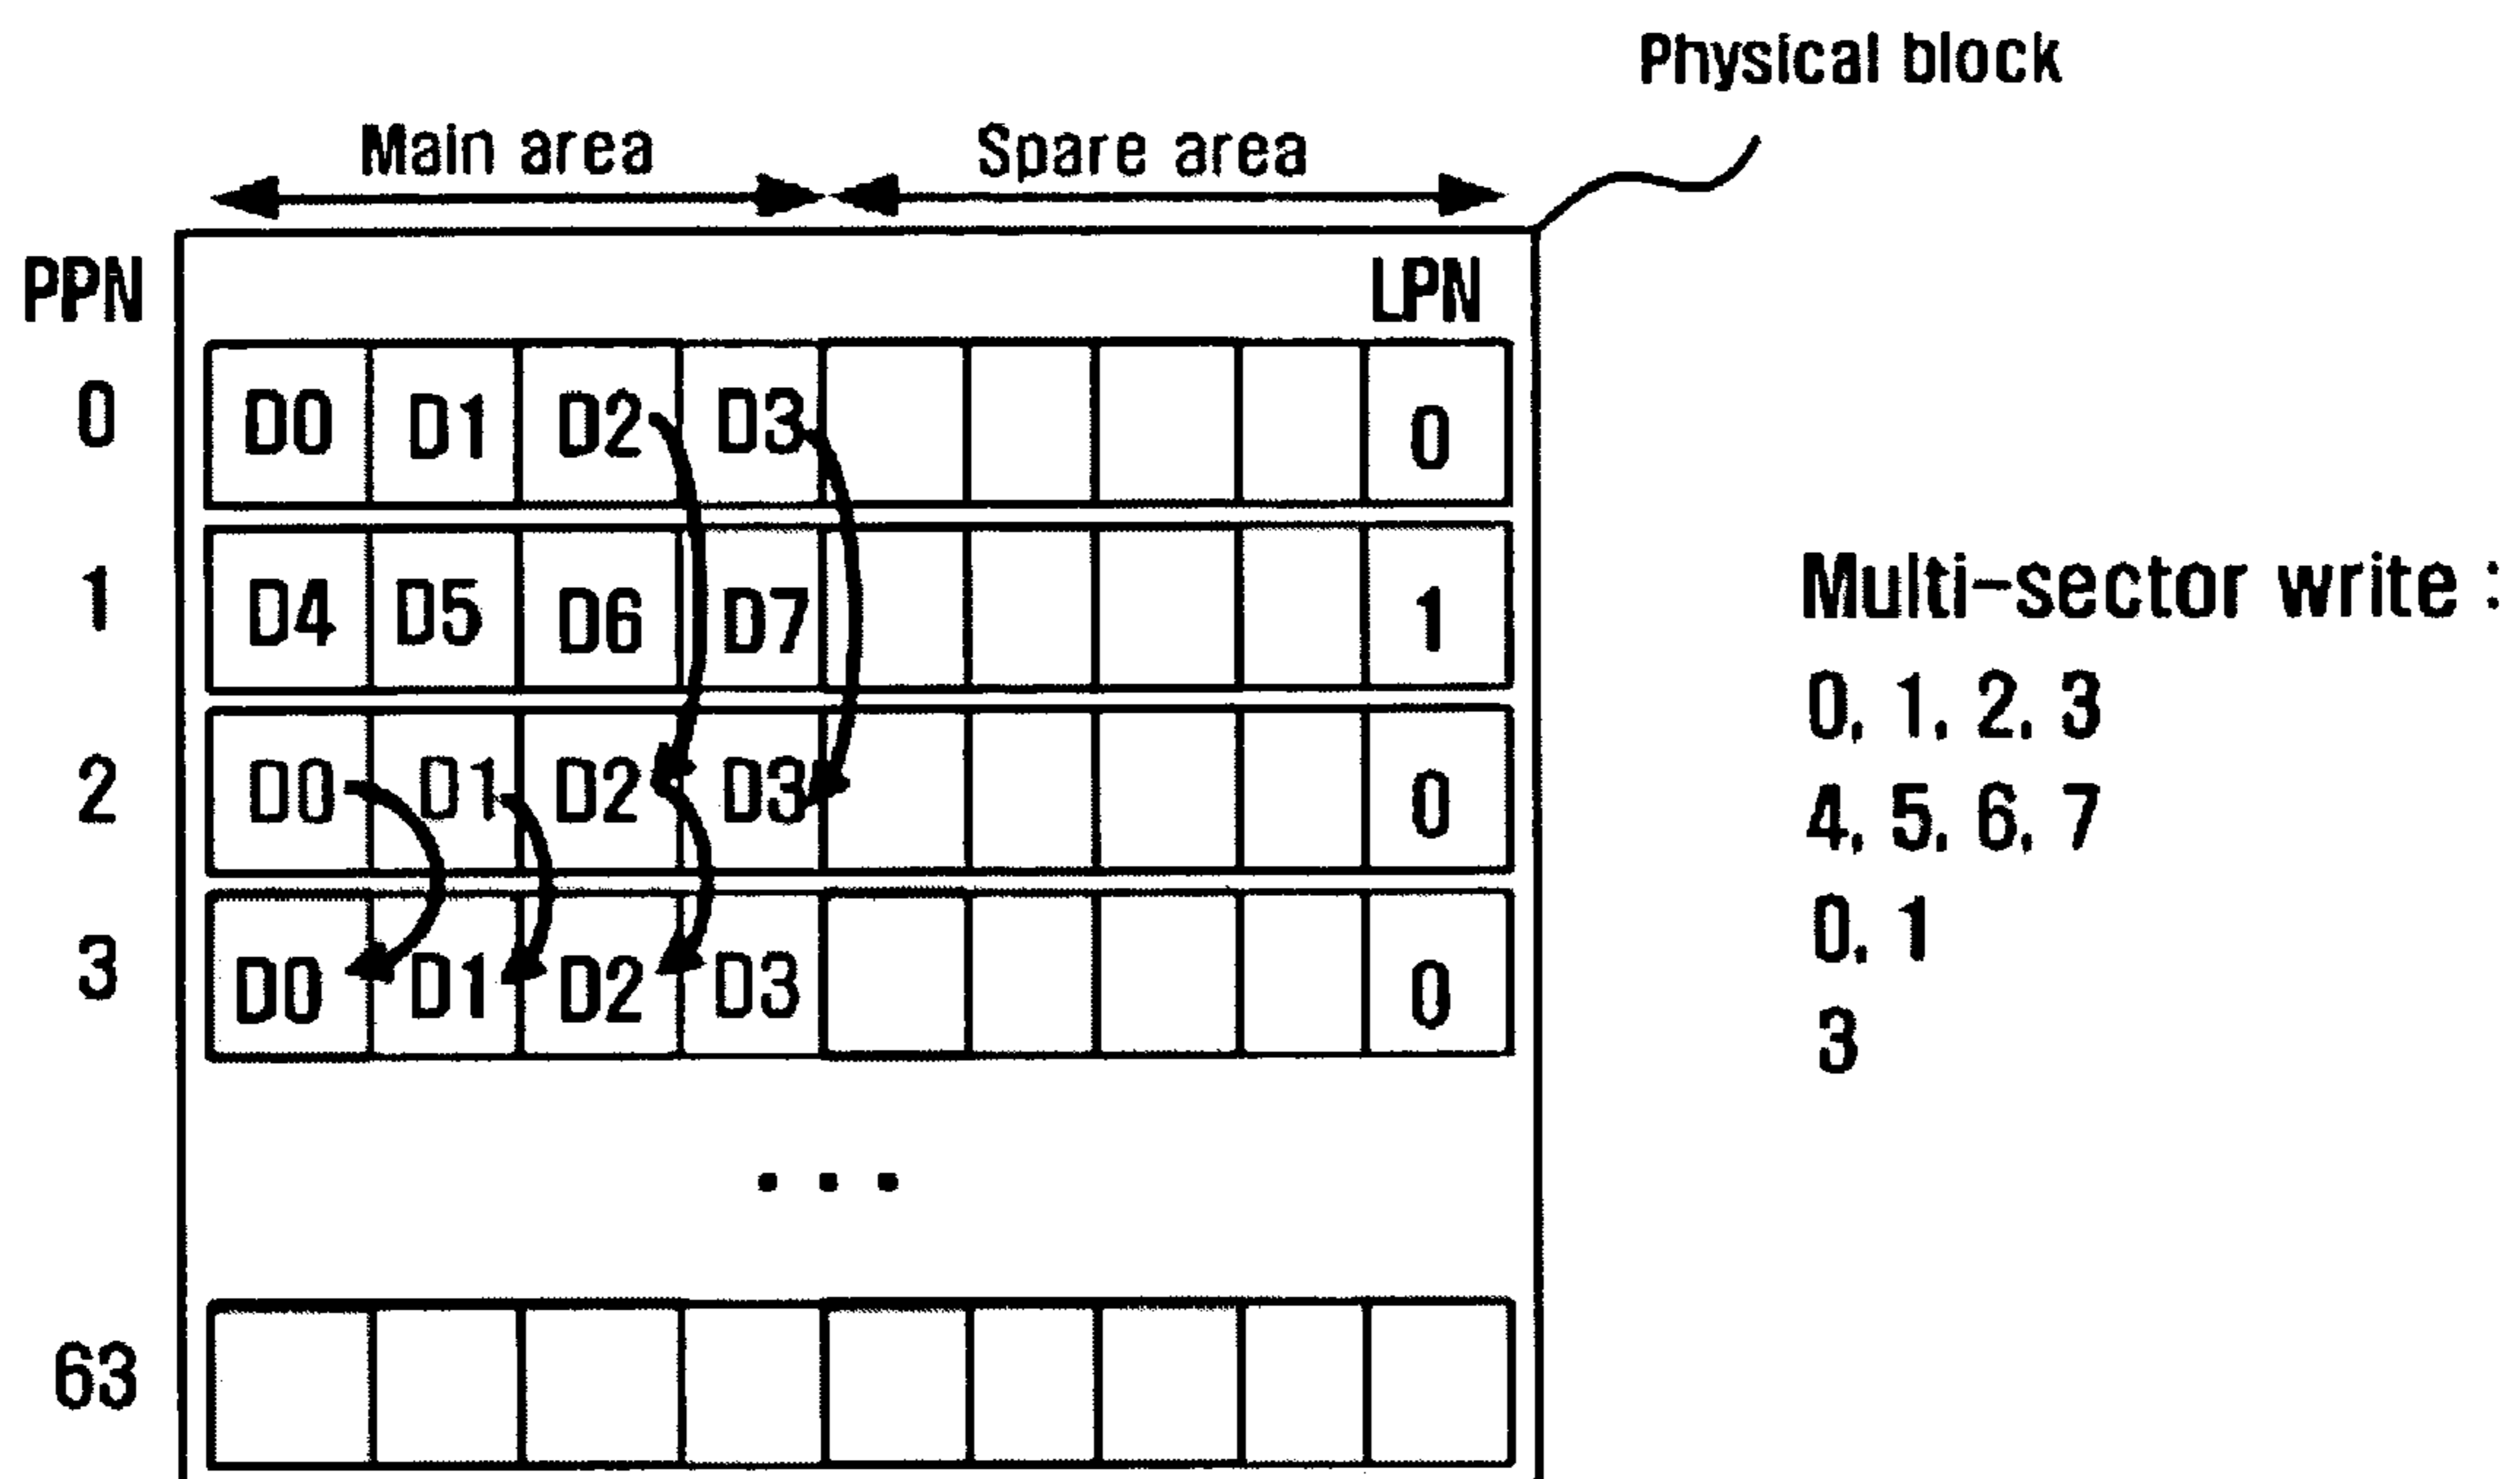 Physical block
Main area Spare area
PPN LPN
0 D0 D1 D2 D3 0
1 D4 D5 D6 D7 1
2 D0 D1 D2 D3 0
3 D0 D1 D2 D3 0
. . .
63
Multi-sector write :
0, 1, 2, 3
4, 5, 6, 7
0, 1
3